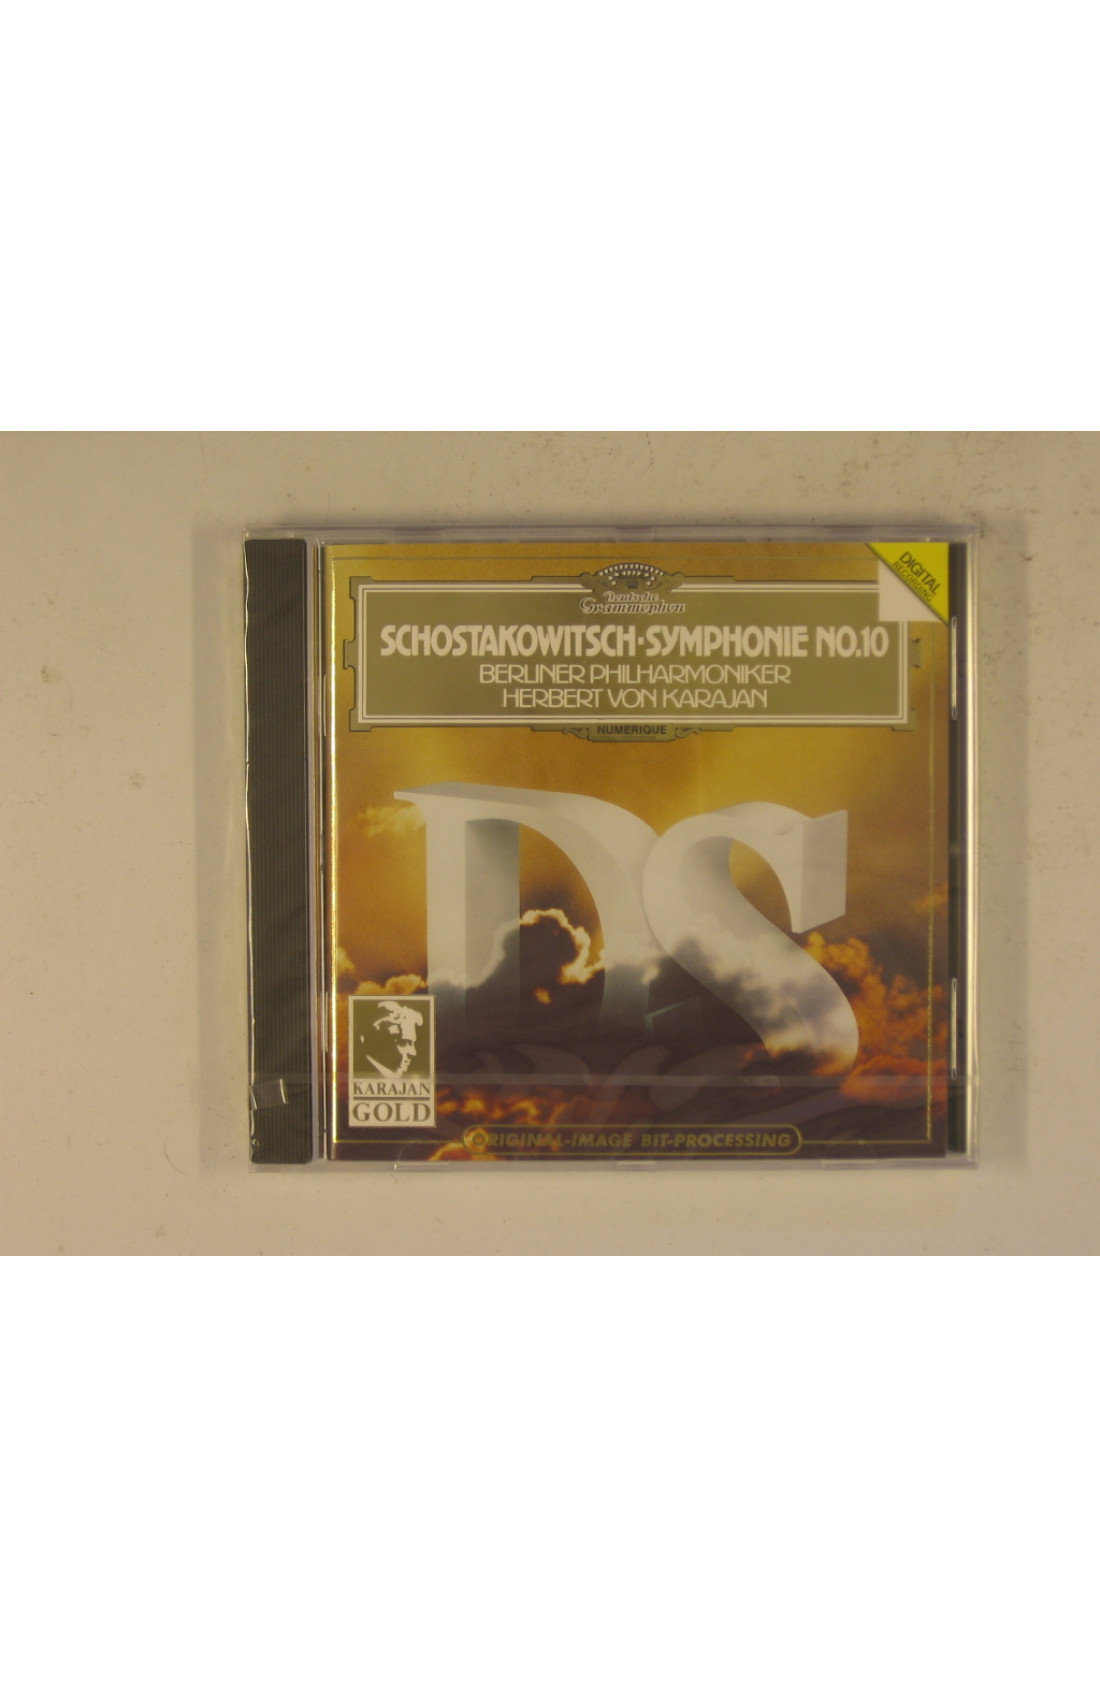 DIGITAL
RECORDING
Deutsche
Grammophon
SCHOSTAKOWITSCH·SYMPHONIE NO.10
BERLINER PHILHARMONIKER
HERBERT VON KARAJAN
NUMERIQUE
DS
KARAJAN
GOLD
ORIGINAL-IMAGE BIT-PROCESSING